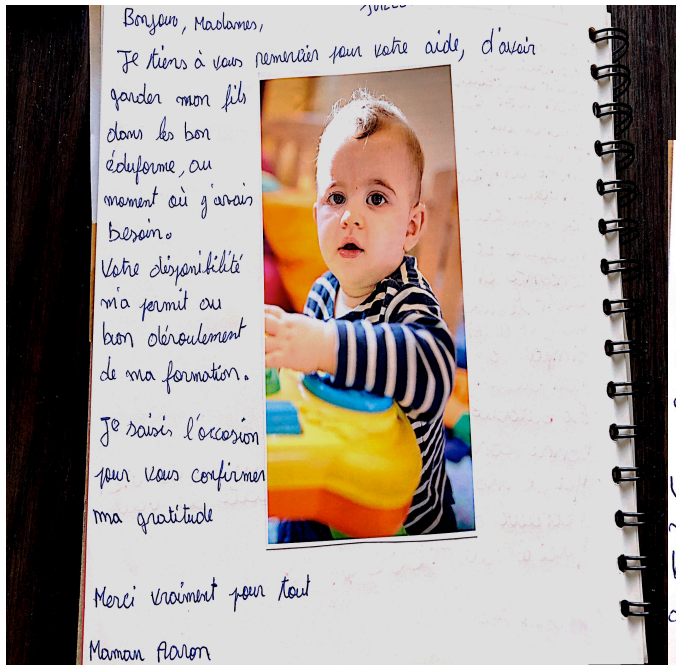 Bonjour, Madames,
Je tiens à vous remercier pour votre aide, d'avoir
garder mon fils
dans les bon
éduforme, au
moment où j'avais
besoin.
Votre disponibilité
m'a permit au
bon déroulement
de ma formation.
Je saisis l'occasion
pour vous confirmer
ma gratitude
Merci vraiment pour tout
Maman Aaron